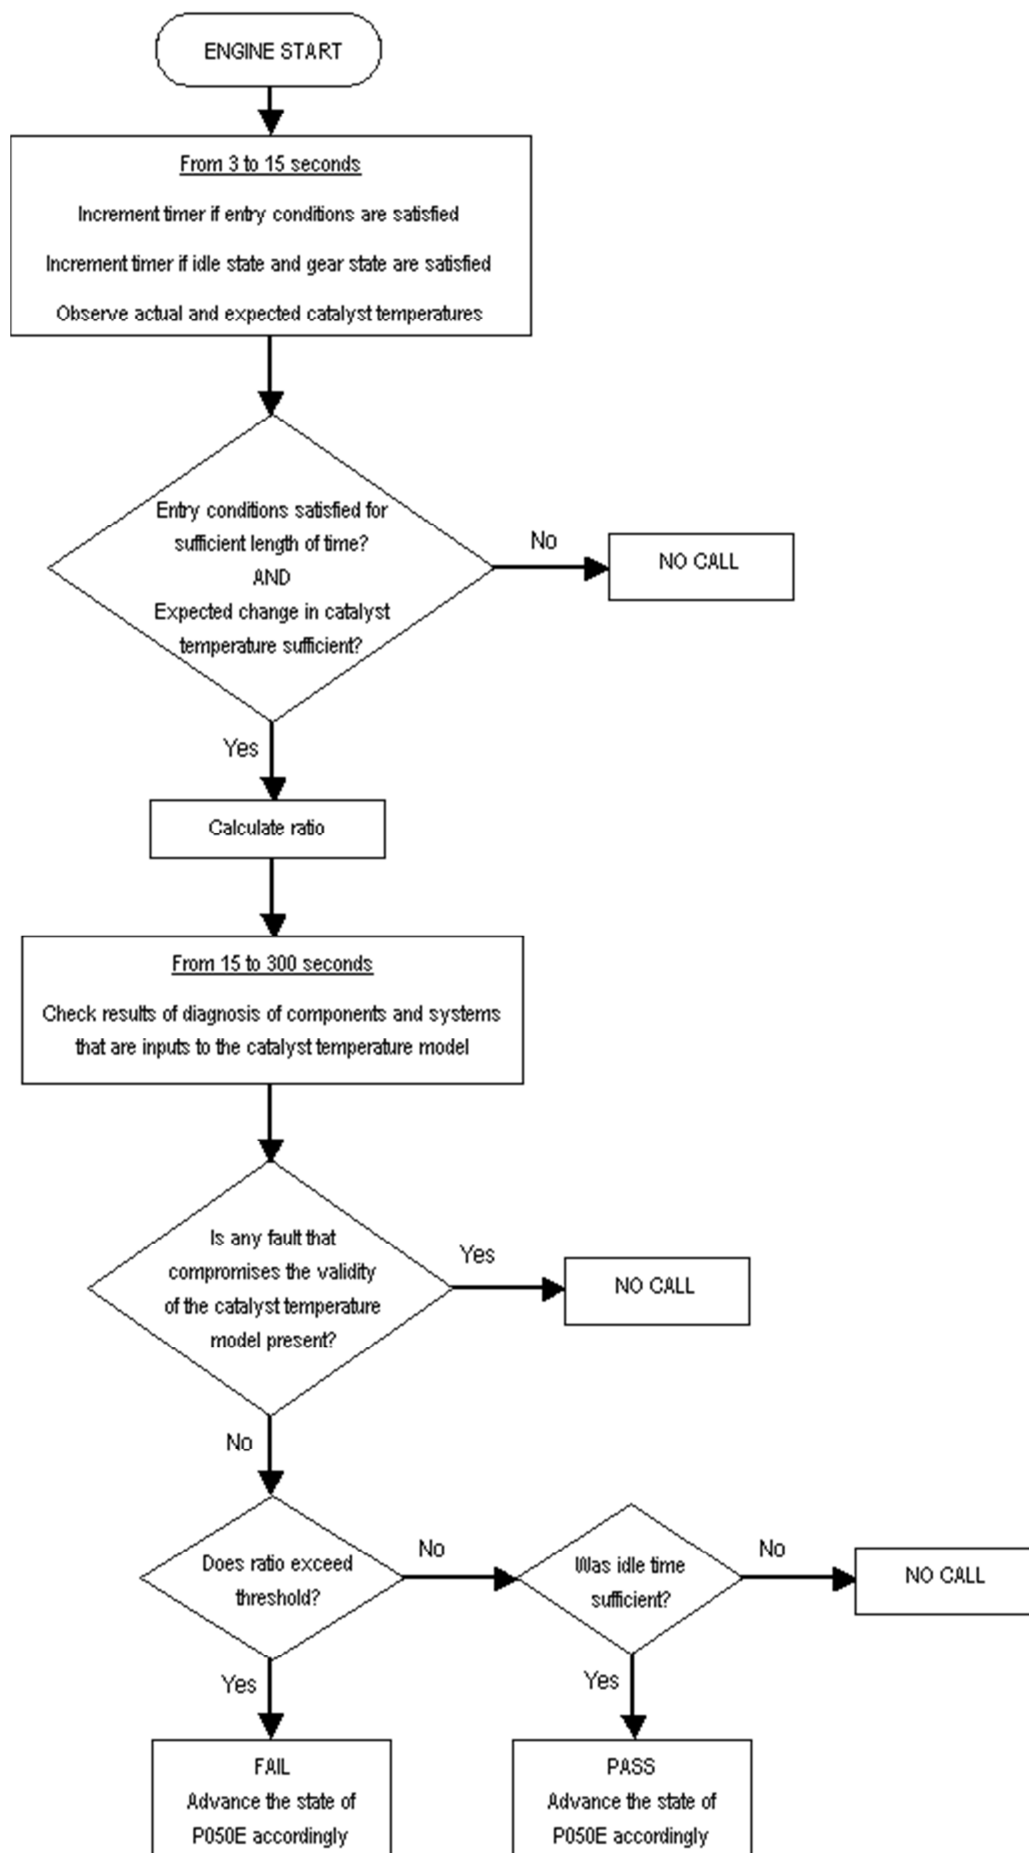 ENGINE START
From 3 to 15 seconds
Increment timer if entry conditions are satisfied
Increment timer if idle state and gear state are satisfied
Observe actual and expected catalyst temperatures
Entry conditions satisfied for
sufficient length of time?
AND
Expected change in catalyst
temperature sufficient?
No
NO CALL
Yes
Calculate ratio
From 15 to 300 seconds
Check results of diagnosis of components and systems
that are inputs to the catalyst temperature model
Is any fault that
compromises the validity
of the catalyst temperature
model present?
Yes
NO CALL
No
Does ratio exceed
threshold?
No
Was idle time
sufficient?
No
NO CALL
Yes
Yes
FAIL
Advance the state of
P050E accordingly
PASS
Advance the state of
P050E accordingly